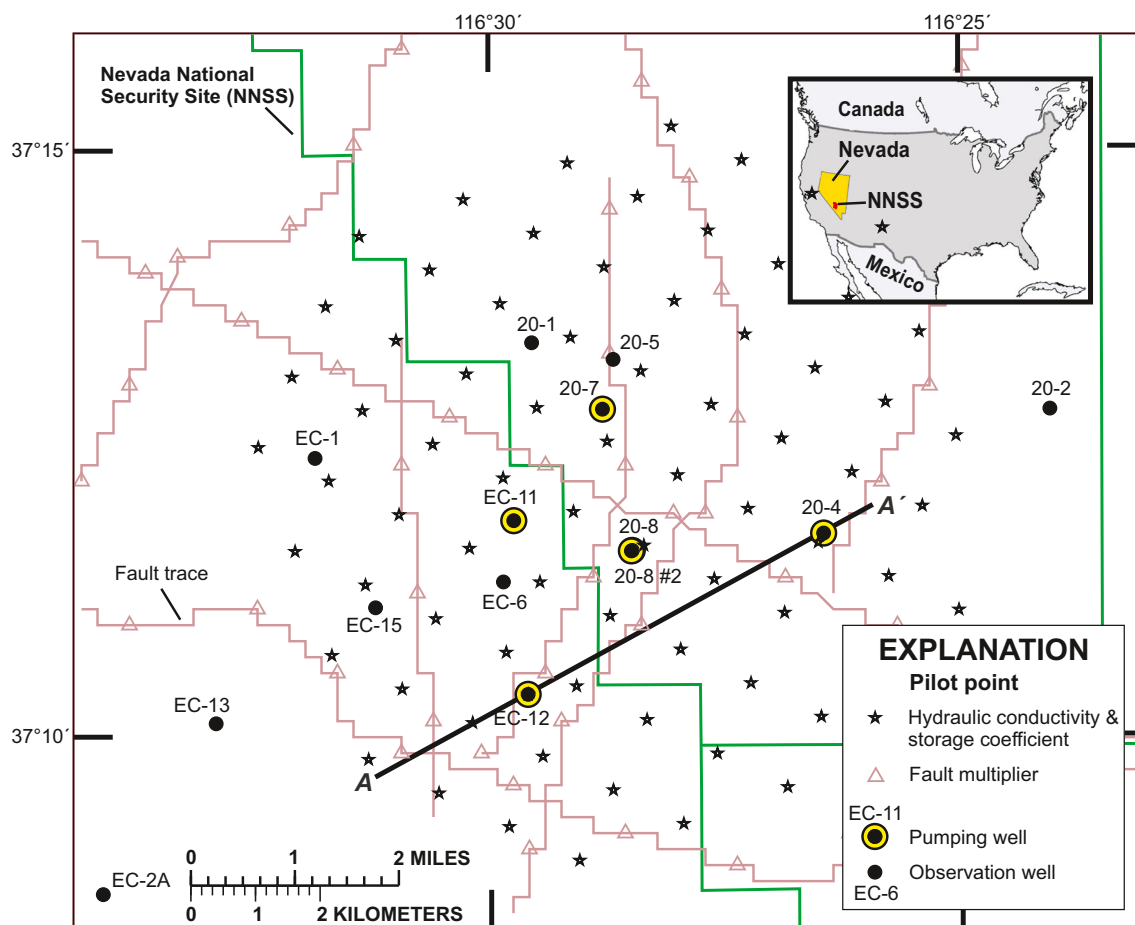 116°30´
116°25´
Nevada National
Security Site (NNSS)
37°15´
Canada
Nevada
NNSS
Mexico
20-1
20-5
20-7
20-2
EC-1
EC-11
20-4
A´
20-8
20-8 #2
Fault trace
EC-6
EC-15
EC-13
EC-12
37°10´
A
EC-2A
0 1 2 MILES
0 1 2 KILOMETERS
EXPLANATION
Pilot point
Hydraulic conductivity &
storage coefficient
Fault multiplier
EC-11
Pumping well
Observation well
EC-6